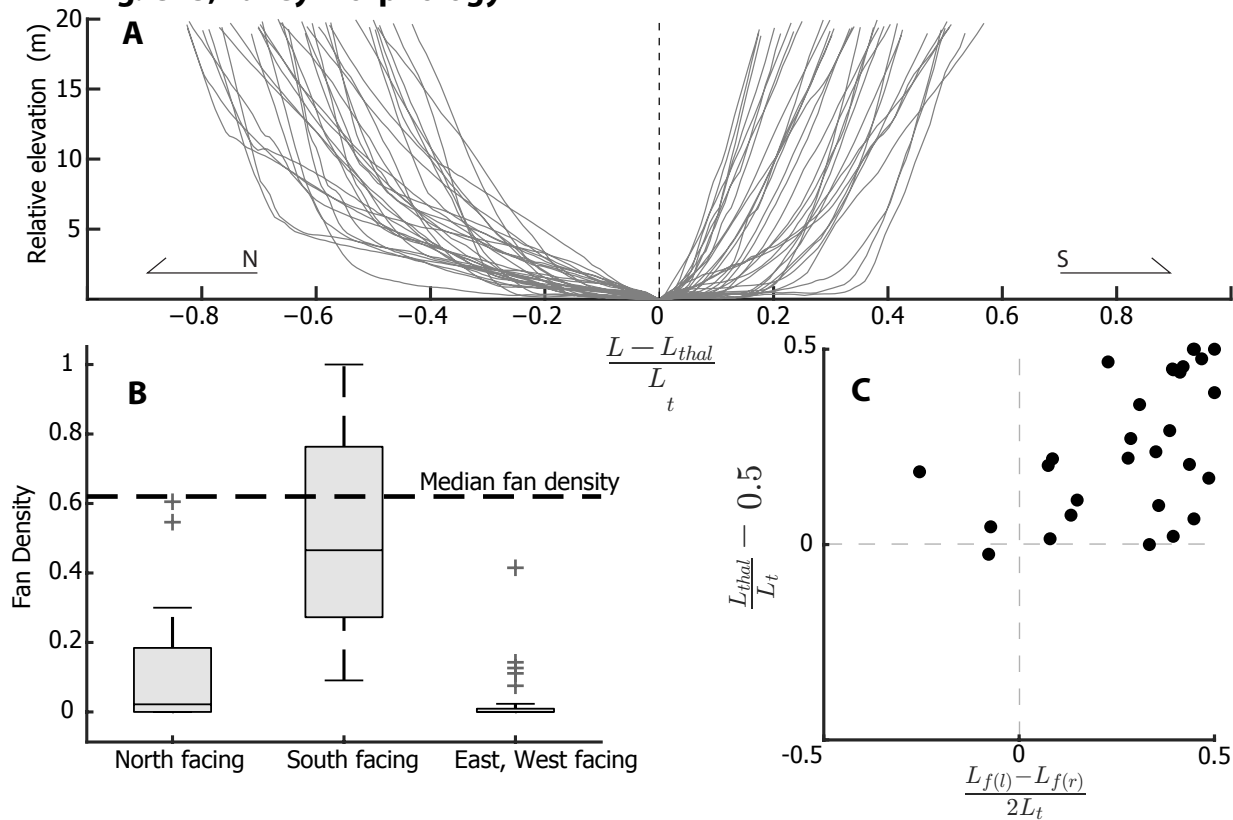 A
20
15
10
5
Relative elevation (m)
N
S
−0.8
−0.6
−0.4
−0.2
0
0.2
0.4
0.6
0.8
L − L_thal
L
t
B
1
0.8
0.6
0.4
0.2
0
Fan Density
Median fan density
North facing
South facing
East, West facing
C
0.5
0
-0.5
0
0.5
L_thal / L_t − 0.5
L_f(l) − L_f(r)
2L_t